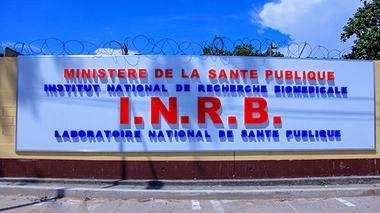 MINISTERE DE LA SANTE PUBLIQUE
INSTITUT NATIONAL DE RECHERCHE BIOMEDICALE
I.N.R.B.
LABORATOIRE NATIONAL DE SANTE PUBLIQUE